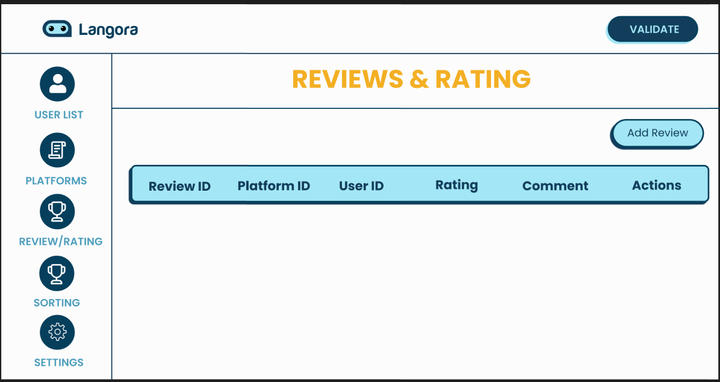 Langora
VALIDATE
REVIEWS & RATING
USER LIST
PLATFORMS
REVIEW/RATING
SORTING
SETTINGS
Add Review
Review ID Platform ID User ID Rating Comment Actions